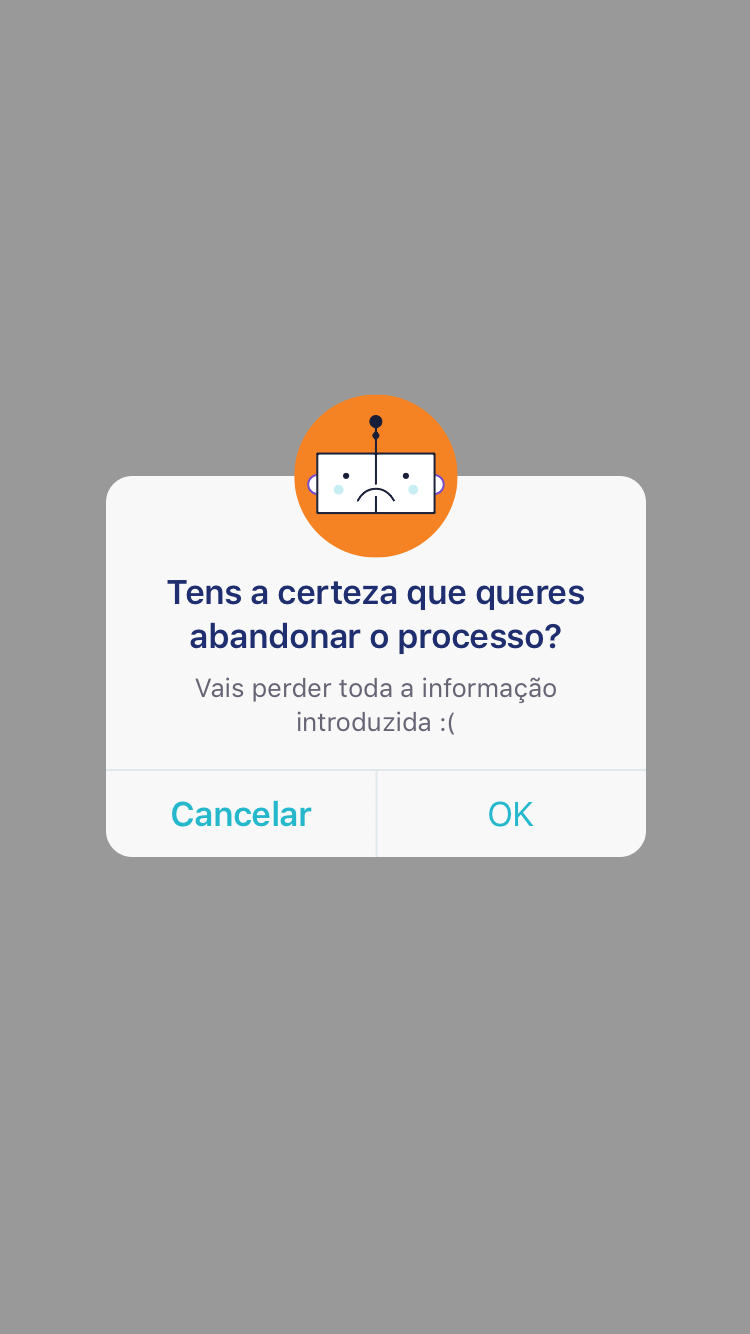 Tens a certeza que queres
abandonar o processo?
Vais perder toda a informação
introduzida :(
Cancelar
OK